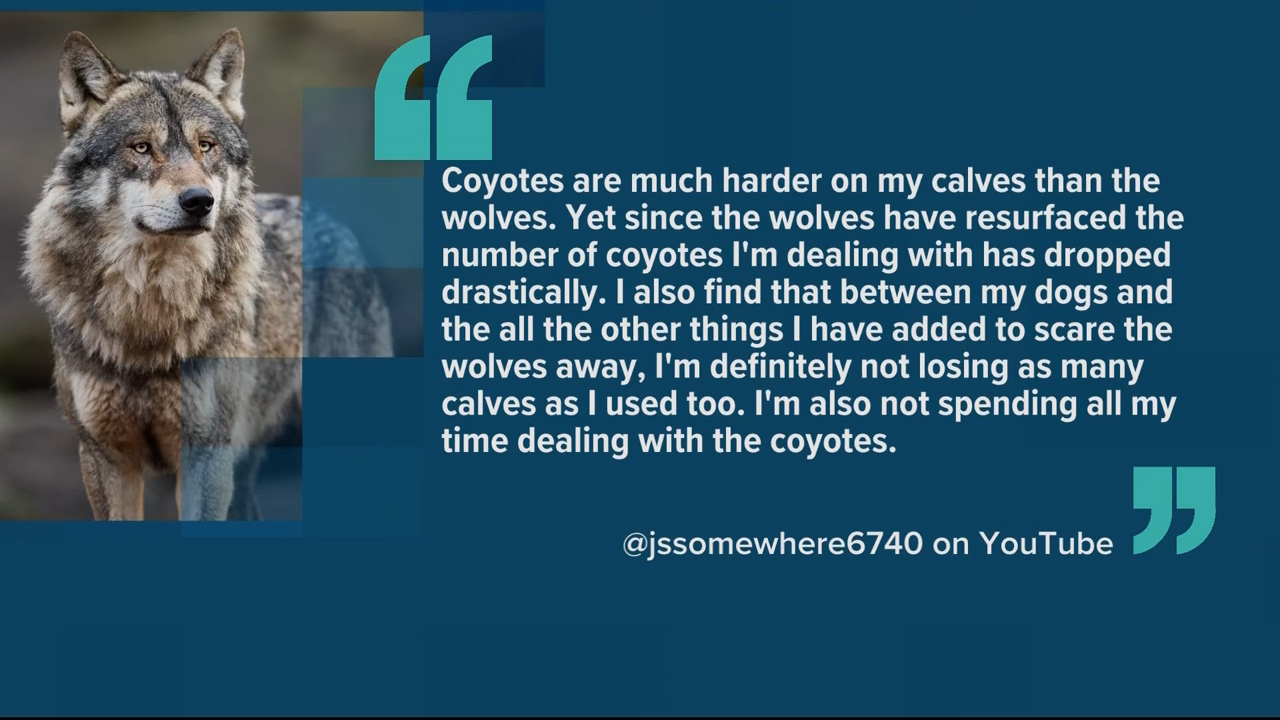 Coyotes are much harder on my calves than the
wolves. Yet since the wolves have resurfaced the
number of coyotes I'm dealing with has dropped
drastically. I also find that between my dogs and
the all the other things I have added to scare the
wolves away, I'm definitely not losing as many
calves as I used too. I'm also not spending all my
time dealing with the coyotes.
@jssomewhere6740 on YouTube